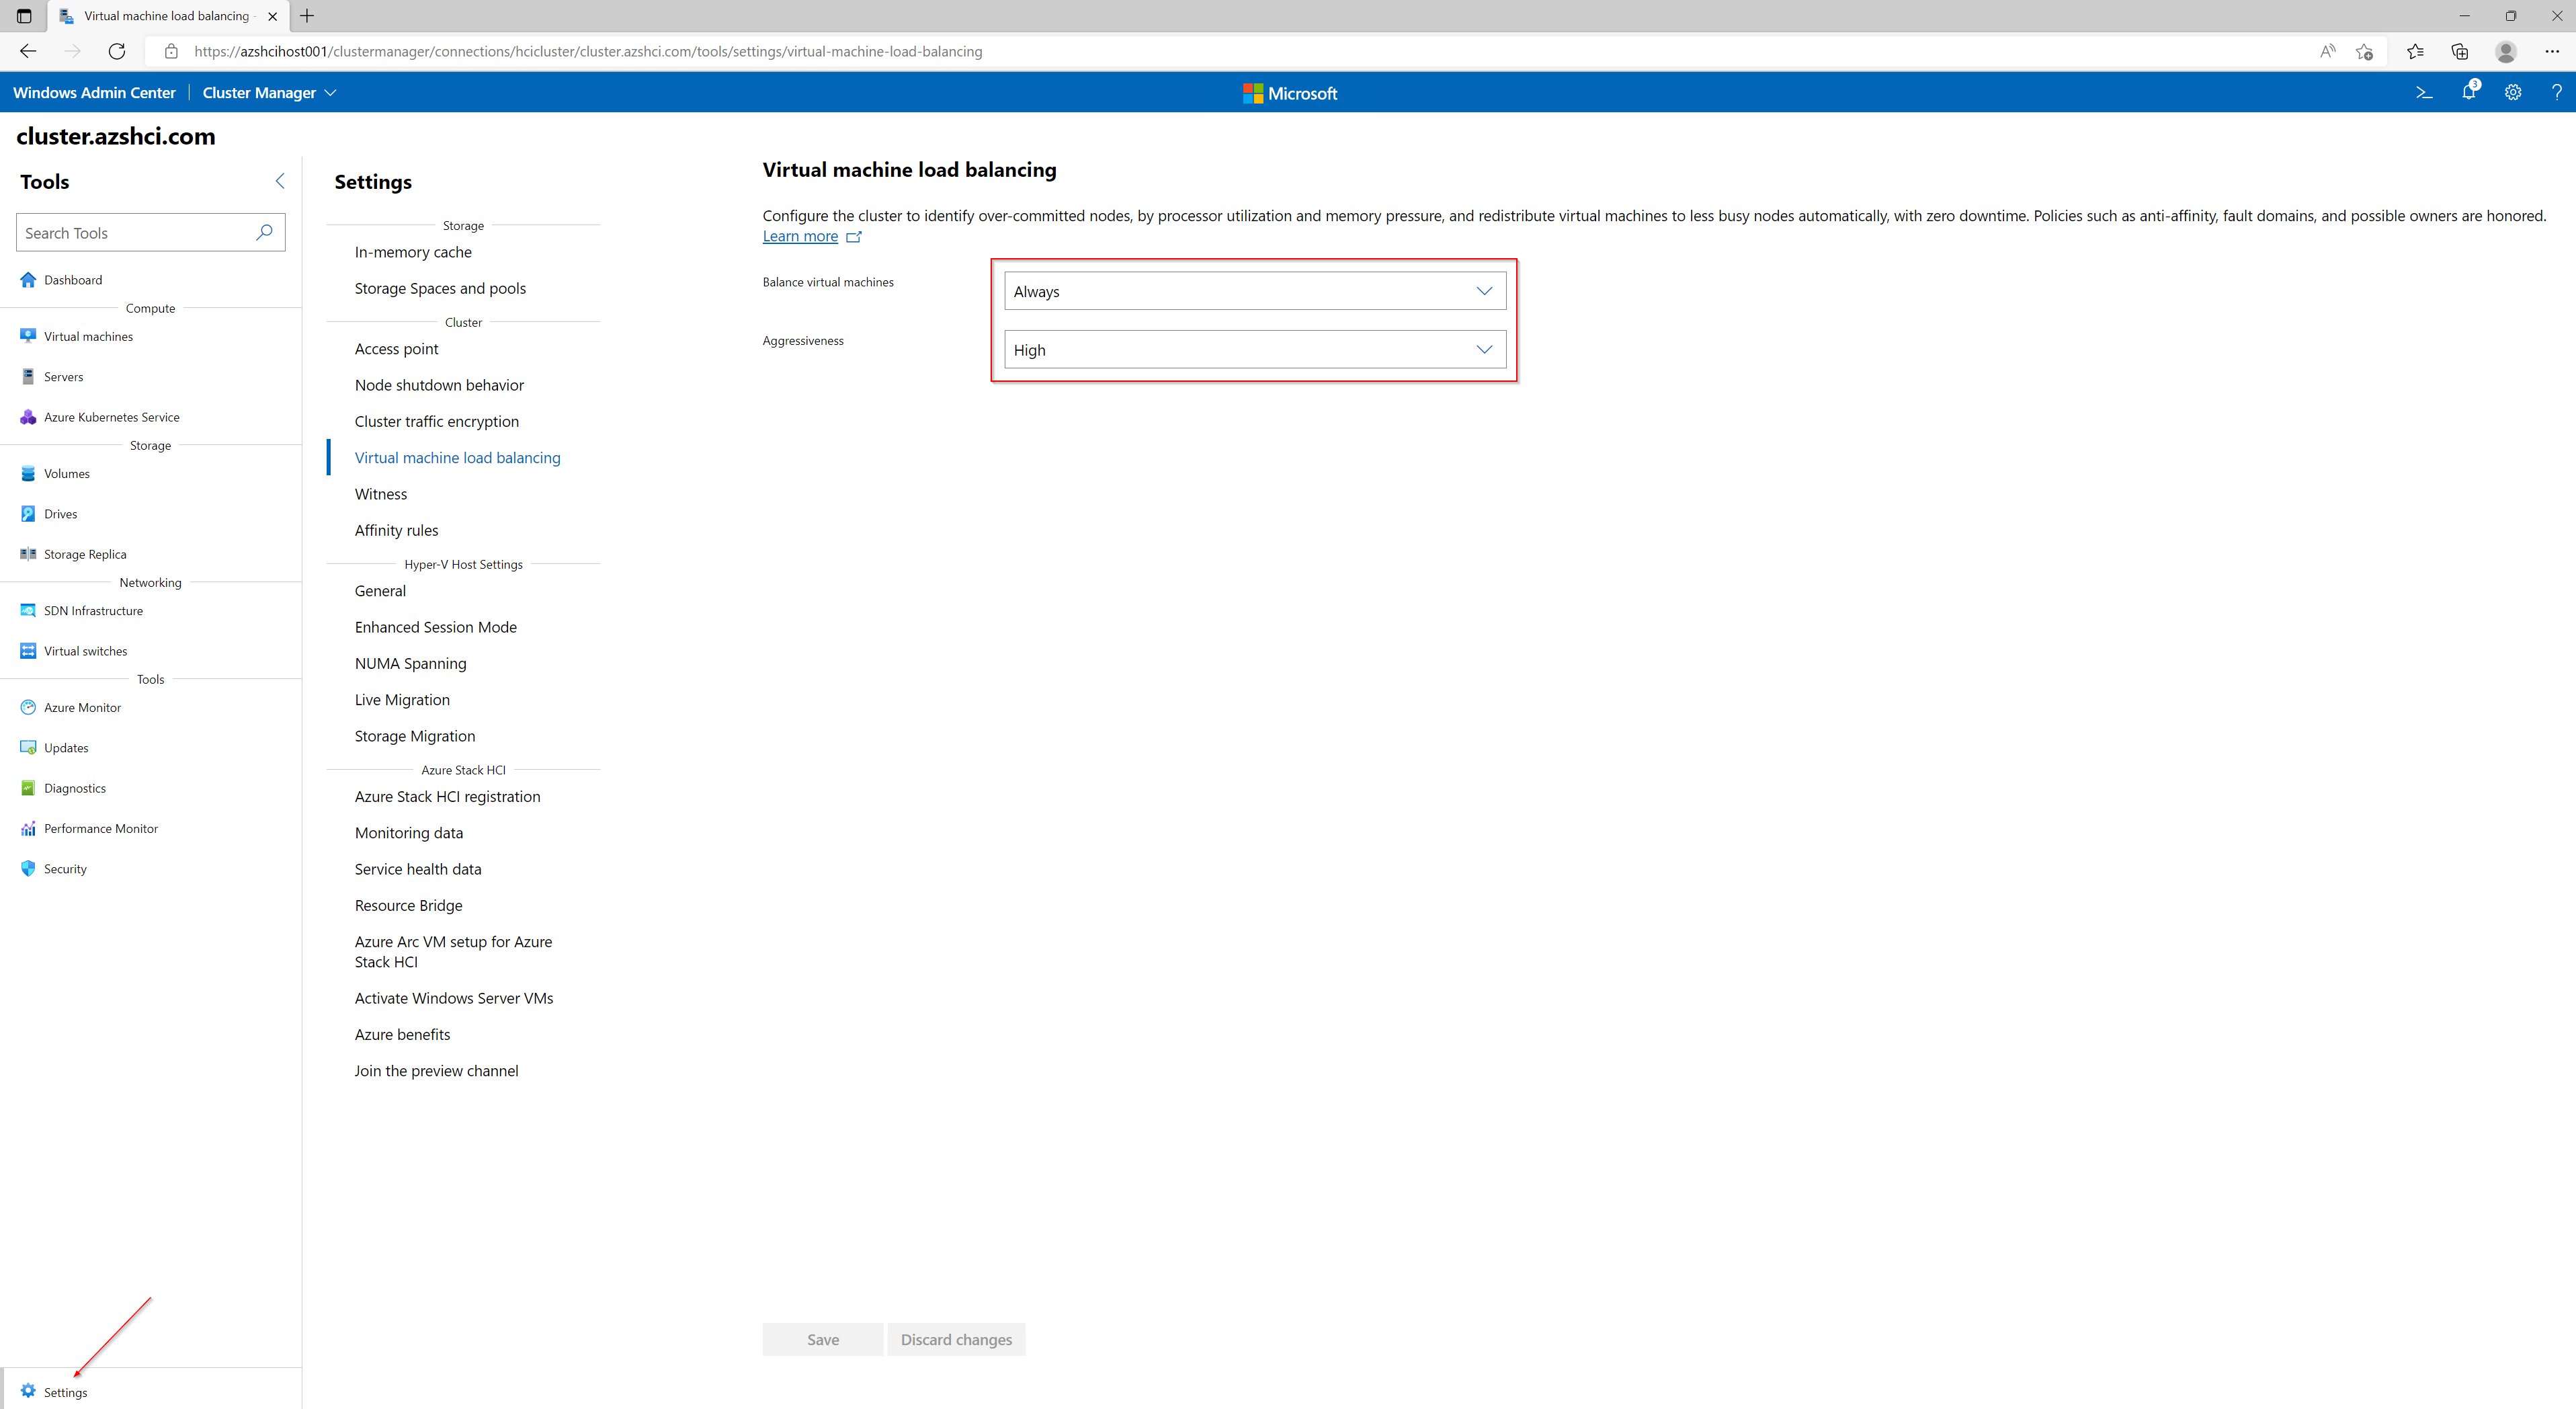 Virtual machine load balancing -
https://azshcihost001/clustermanager/connections/hcicluster/cluster.azshci.com/tools/settings/virtual-machine-load-balancing
Windows Admin Center
Cluster Manager
Microsoft
3
cluster.azshci.com
Tools
Search Tools
Dashboard
Compute
Virtual machines
Servers
Azure Kubernetes Service
Storage
Volumes
Drives
Storage Replica
Networking
SDN Infrastructure
Virtual switches
Tools
Azure Monitor
Updates
Diagnostics
Performance Monitor
Security
Settings
Settings
Storage
In-memory cache
Storage Spaces and pools
Cluster
Access point
Node shutdown behavior
Cluster traffic encryption
Virtual machine load balancing
Witness
Affinity rules
Hyper-V Host Settings
General
Enhanced Session Mode
NUMA Spanning
Live Migration
Storage Migration
Azure Stack HCI
Azure Stack HCI registration
Monitoring data
Service health data
Resource Bridge
Azure Arc VM setup for Azure
Stack HCI
Activate Windows Server VMs
Azure benefits
Join the preview channel
Virtual machine load balancing
Configure the cluster to identify over-committed nodes, by processor utilization and memory pressure, and redistribute virtual machines to less busy nodes automatically, with zero downtime. Policies such as anti-affinity, fault domains, and possible owners are honored.
Learn more
Balance virtual machines
Always
Aggressiveness
High
Save
Discard changes